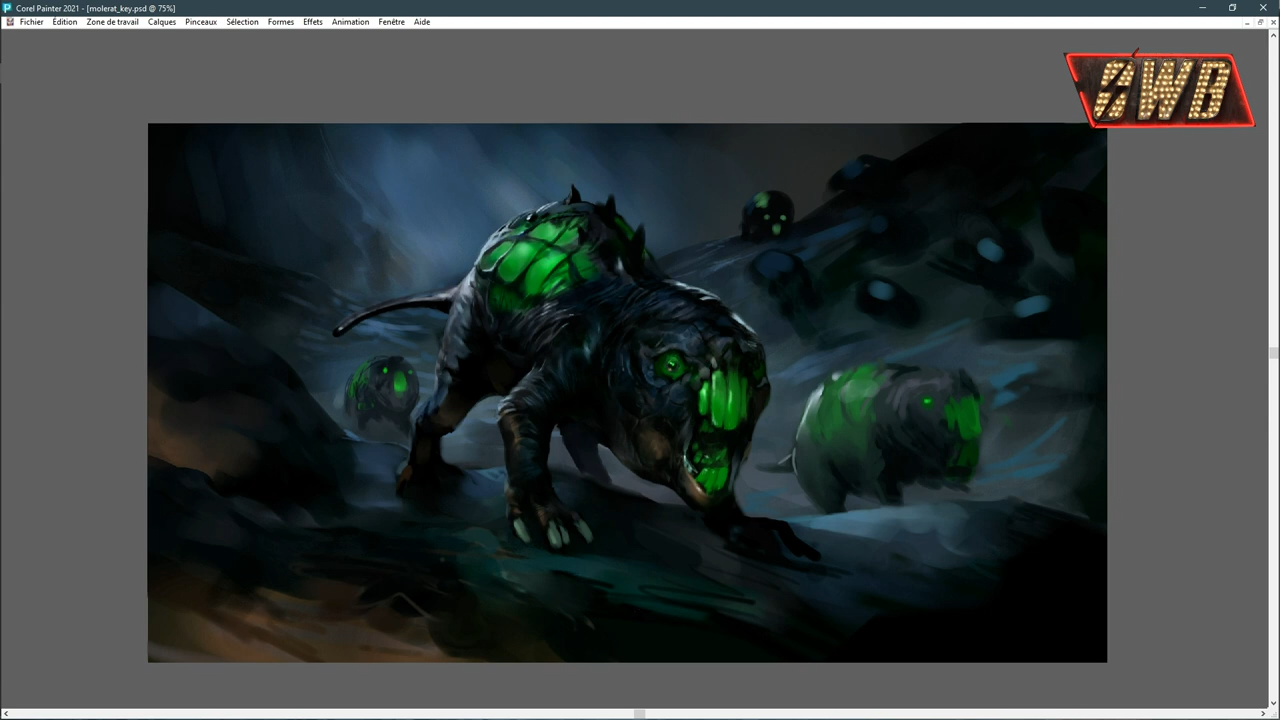 Corel Painter 2021 - [molerat_key.psd @ 75%]
Fichier Édition Zone de travail Calques Pinceaux Sélection Formes Effets Animation Fenêtre Aide
SWB